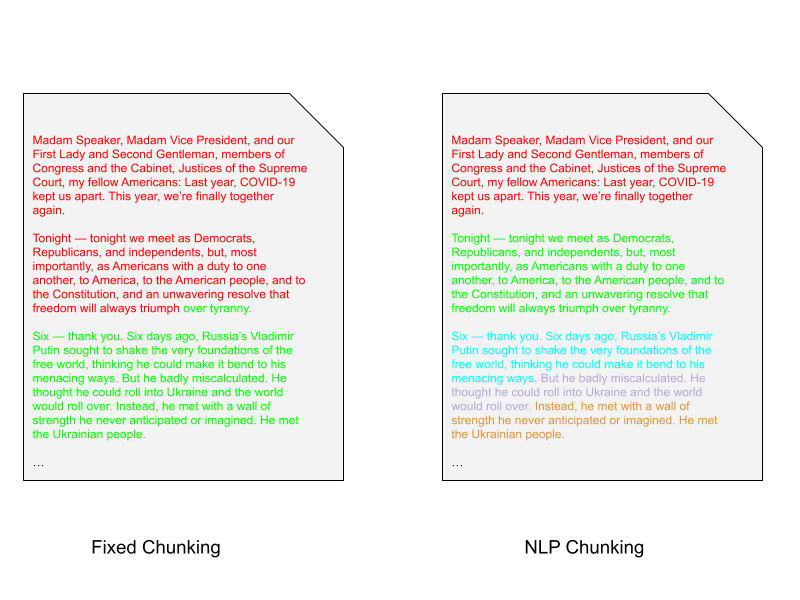 Madam Speaker, Madam Vice President, and our
First Lady and Second Gentleman, members of
Congress and the Cabinet, Justices of the Supreme
Court, my fellow Americans: Last year, COVID-19
kept us apart. This year, we’re finally together
again.
Tonight — tonight we meet as Democrats,
Republicans, and independents, but, most
importantly, as Americans with a duty to one
another, to America, to the American people, and to
the Constitution, and an unwavering resolve that
freedom will always triumph over tyranny.
Six — thank you. Six days ago, Russia’s Vladimir
Putin sought to shake the very foundations of the
free world, thinking he could make it bend to his
menacing ways. But he badly miscalculated. He
thought he could roll into Ukraine and the world
would roll over. Instead, he met with a wall of
strength he never anticipated or imagined. He met
the Ukrainian people.
…
Fixed Chunking
Madam Speaker, Madam Vice President, and our
First Lady and Second Gentleman, members of
Congress and the Cabinet, Justices of the Supreme
Court, my fellow Americans: Last year, COVID-19
kept us apart. This year, we’re finally together
again.
Tonight — tonight we meet as Democrats,
Republicans, and independents, but, most
importantly, as Americans with a duty to one
another, to America, to the American people, and to
the Constitution, and an unwavering resolve that
freedom will always triumph over tyranny.
Six — thank you. Six days ago, Russia’s Vladimir
Putin sought to shake the very foundations of the
free world, thinking he could make it bend to his
menacing ways. But he badly miscalculated. He
thought he could roll into Ukraine and the world
would roll over. Instead, he met with a wall of
strength he never anticipated or imagined. He met
the Ukrainian people.
…
NLP Chunking